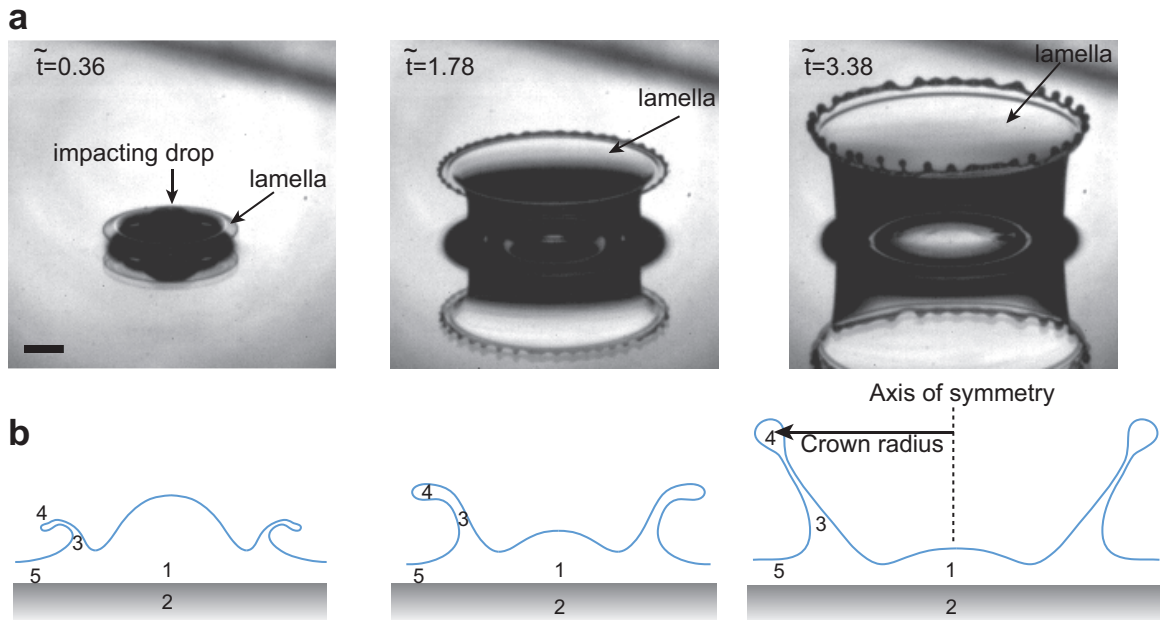 a
t̃=0.36
impacting drop
lamella
t̃=1.78
lamella
t̃=3.38
lamella
b
4
3
5
1
2
4
3
5
1
2
Axis of symmetry
Crown radius
4
3
5
1
2